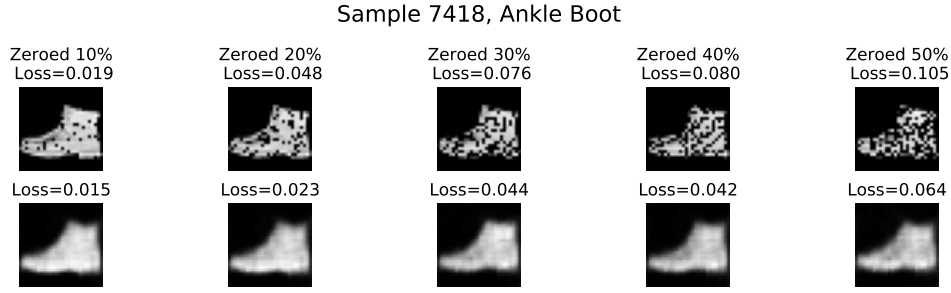 Sample 7418, Ankle Boot
Zeroed 10%
Loss=0.019
Zeroed 20%
Loss=0.048
Zeroed 30%
Loss=0.076
Zeroed 40%
Loss=0.080
Zeroed 50%
Loss=0.105
Loss=0.015
Loss=0.023
Loss=0.044
Loss=0.042
Loss=0.064